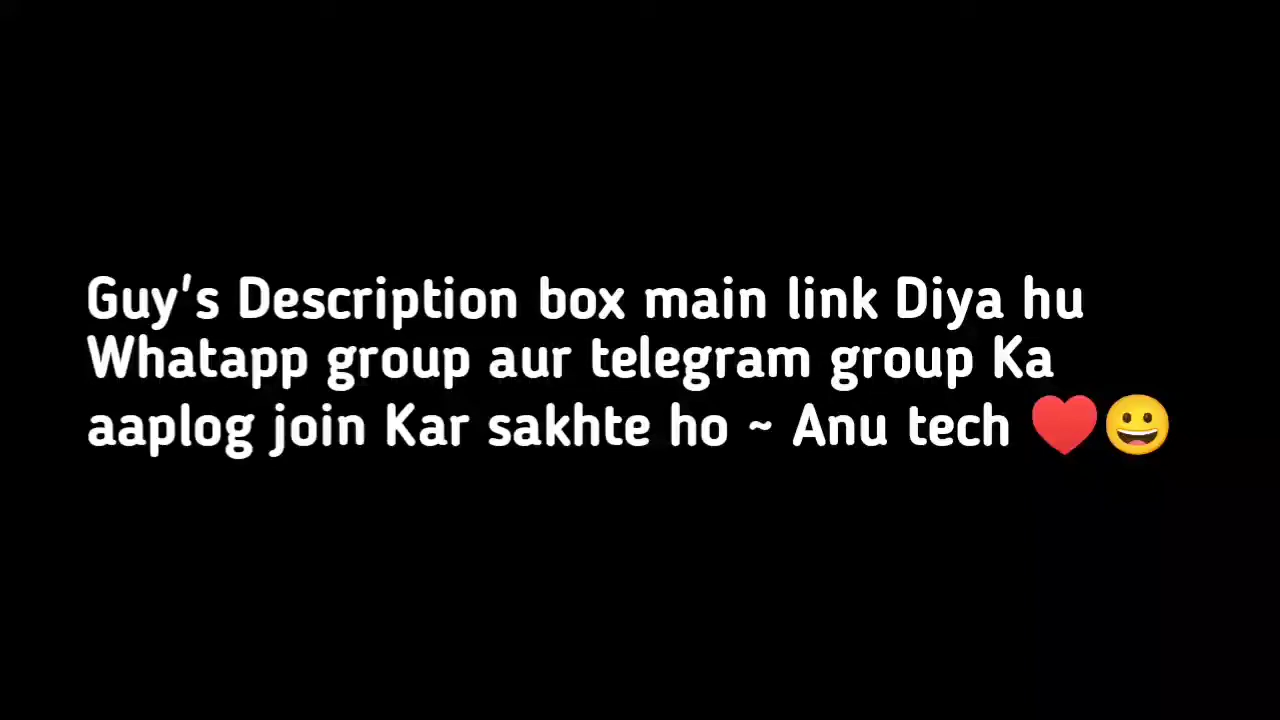 Guy's Description box main link Diya hu
Whatapp group aur telegram group Ka
aaplog join Kar sakhte ho ~ Anu tech ♥️😀